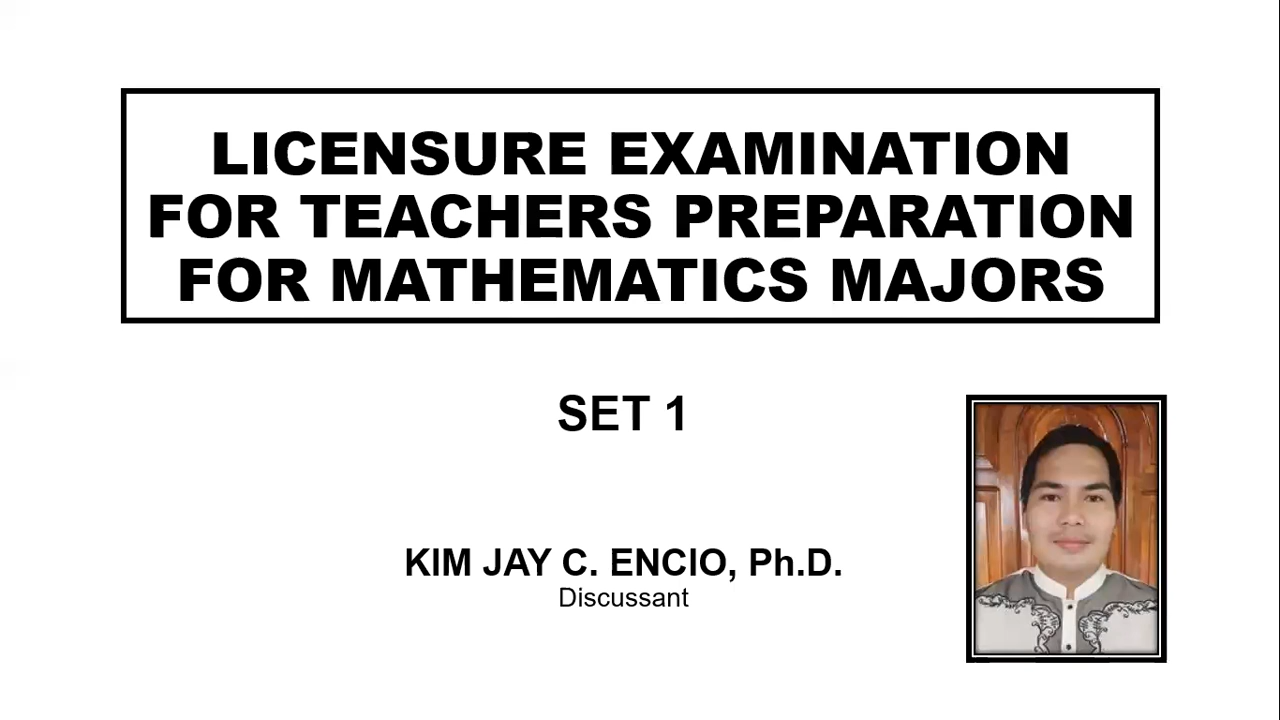 LICENSURE EXAMINATION
FOR TEACHERS PREPARATION
FOR MATHEMATICS MAJORS
SET 1
KIM JAY C. ENCIO, Ph.D.
Discussant